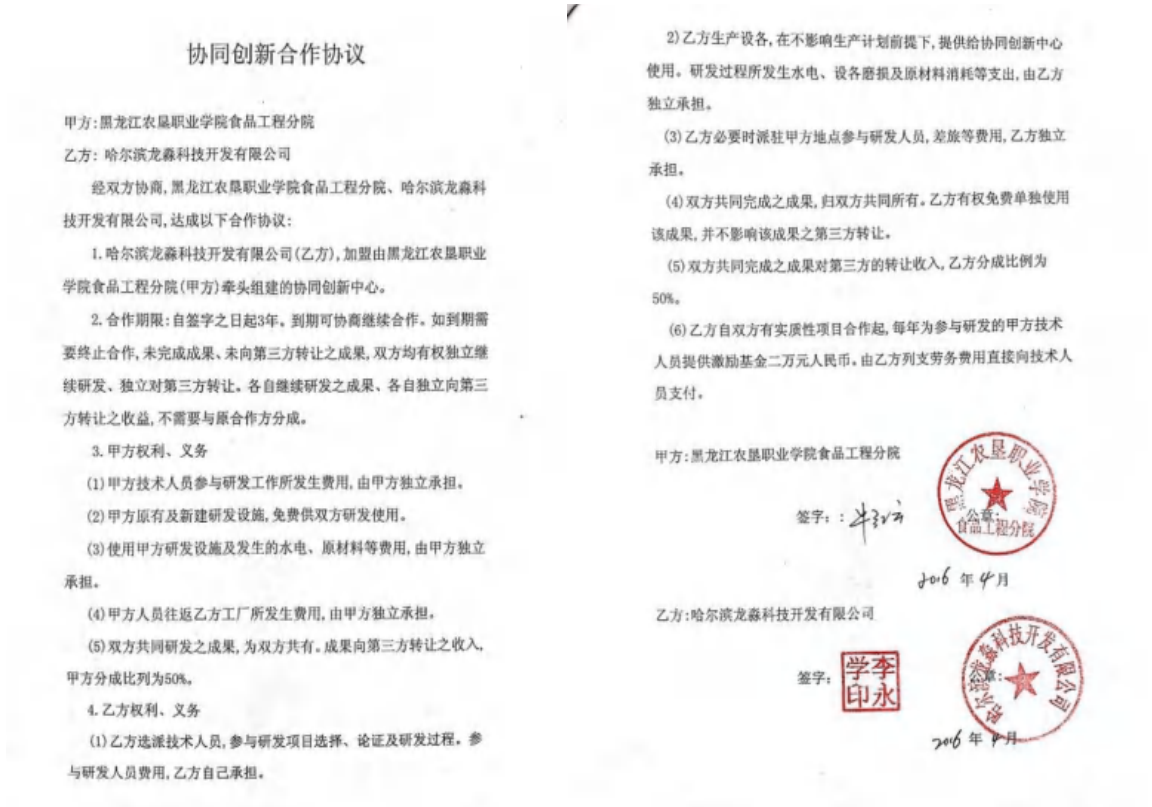 协同创新合作协议
甲方:黑龙江农垦职业学院食品工程分院
乙方: 哈尔滨龙淼科技开发有限公司
经双方协商,黑龙江农垦职业学院食品工程分院、哈尔滨龙淼科
技开发有限公司,达成以下合作协议:
1.哈尔滨龙淼科技开发有限公司(乙方),加盟由黑龙江农垦职业
学院食品工程分院(甲方)牵头组建的协同创新中心。
2.合作期限:自签字之日起3年。到期可协商继续合作。如到期需
要终止合作,未完成成果、未向第三方转让之成果,双方均有权独立继
续研发、独立对第三方转让。各自继续研发之成果、各自独立向第三
方转让之收益,不需要与原合作方分成。
3.甲方权利、义务
(1)甲方技术人员参与研发工作所发生费用,由甲方独立承担。
(2)甲方原有及新建研发设施,免费供双方研发使用。
(3)使用甲方研发设施及发生的水电、原材料等费用,由甲方独立
承担。
(4)甲方人员往返乙方工厂所发生费用,由甲方独立承担。
(5)双方共同研发之成果,为双方共有。成果向第三方转让之收入,
甲方分成比列为50%。
4.乙方权利、义务
(1)乙方选派技术人员,参与研发项目选择、论证及研发过程。参
与研发人员费用,乙方自己承担。
2)乙方生产设各,在不影响生产计划前提下,提供给协同创新中心
使用。研发过程所发生水电、设各磨损及原材料消耗等支出,由乙方
独立承担。
(3)乙方必要时派驻甲方地点参与研发人员,差旅等费用,乙方独立
承担。
(4)双方共同完成之成果,归双方共同所有。乙方有权免费单独使用
该成果,并不影响该成果之第三方转让。
(5)双方共同完成之成果对第三方的转让收入,乙方分成比例为
50%。
(6)乙方自双方有实质性项目合作起,每年为参与研发的甲方技术
人员提供激励基金二万元人民币。由乙方列支劳务费用直接向技术人
员支付。
甲方:黑龙江农垦职业学院食品工程分院
签字: : 公章:
黑龙江农垦职业学院
食品工程分院
2016 年 4 月
乙方:哈尔滨龙淼科技开发有限公司
签字: 李永学印 公章:
哈尔滨龙淼科技开发有限公司
2016 年 4 月